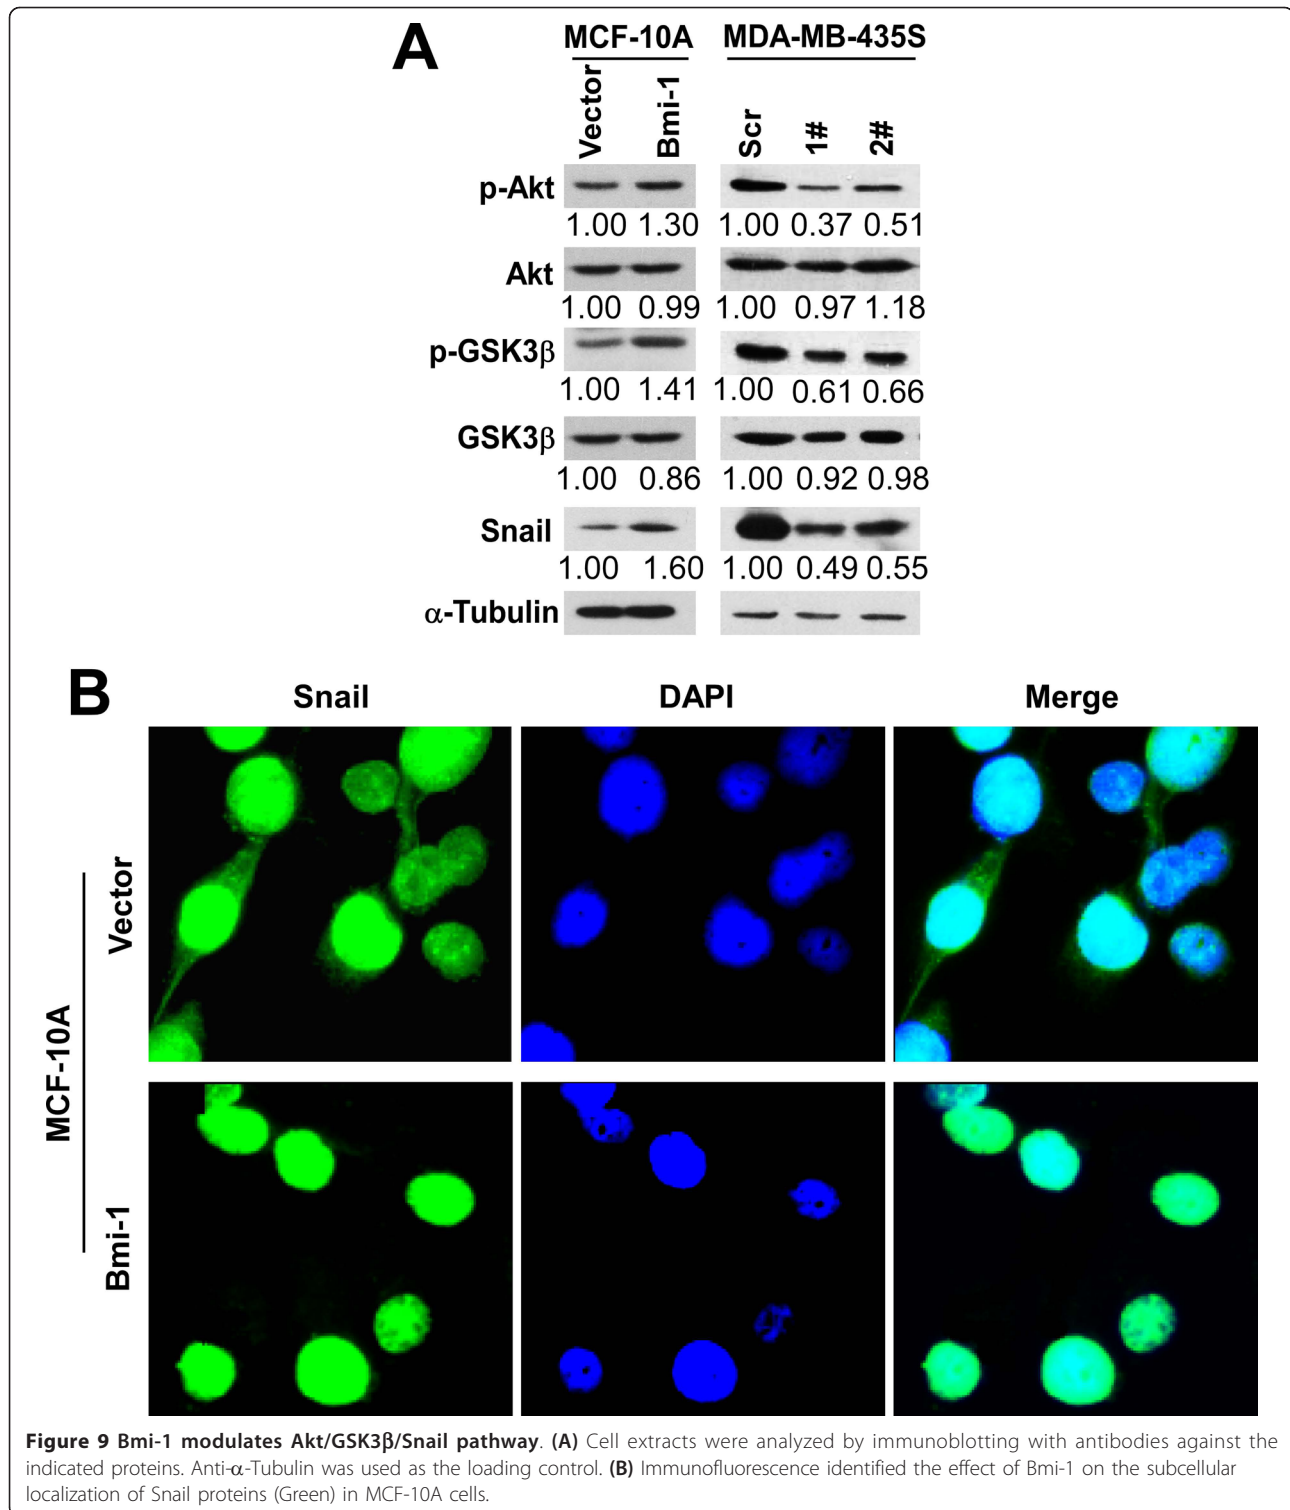 A
MCF-10A MDA-MB-435S
Vector Bmi-1 Scr 1# 2#
p-Akt
1.00 1.30 1.00 0.37 0.51
Akt
1.00 0.99 1.00 0.97 1.18
p-GSK3β
1.00 1.41 1.00 0.61 0.66
GSK3β
1.00 0.86 1.00 0.92 0.98
Snail
1.00 1.60 1.00 0.49 0.55
α-Tubulin
B
Snail DAPI Merge
MCF-10A
Vector
Bmi-1
Figure 9 Bmi-1 modulates Akt/GSK3β/Snail pathway. (A) Cell extracts were analyzed by immunoblotting with antibodies against the
indicated proteins. Anti-α-Tubulin was used as the loading control. (B) Immunofluorescence identified the effect of Bmi-1 on the subcellular
localization of Snail proteins (Green) in MCF-10A cells.